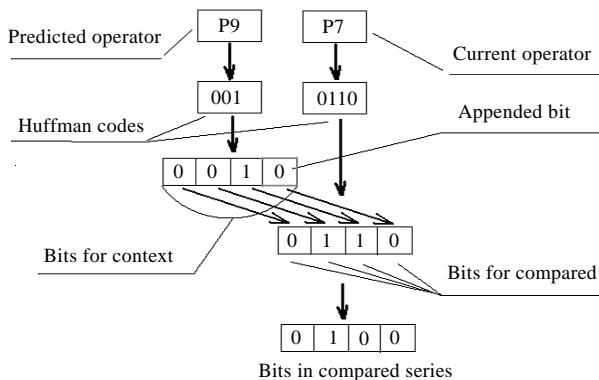 P9 P7
Predicted operator
Current operator
001 0110
Huffman codes
Appended bit
0 0 1 0
0 1 1 0
Bits for context
Bits for compared
0 1 0 0
Bits in compared series